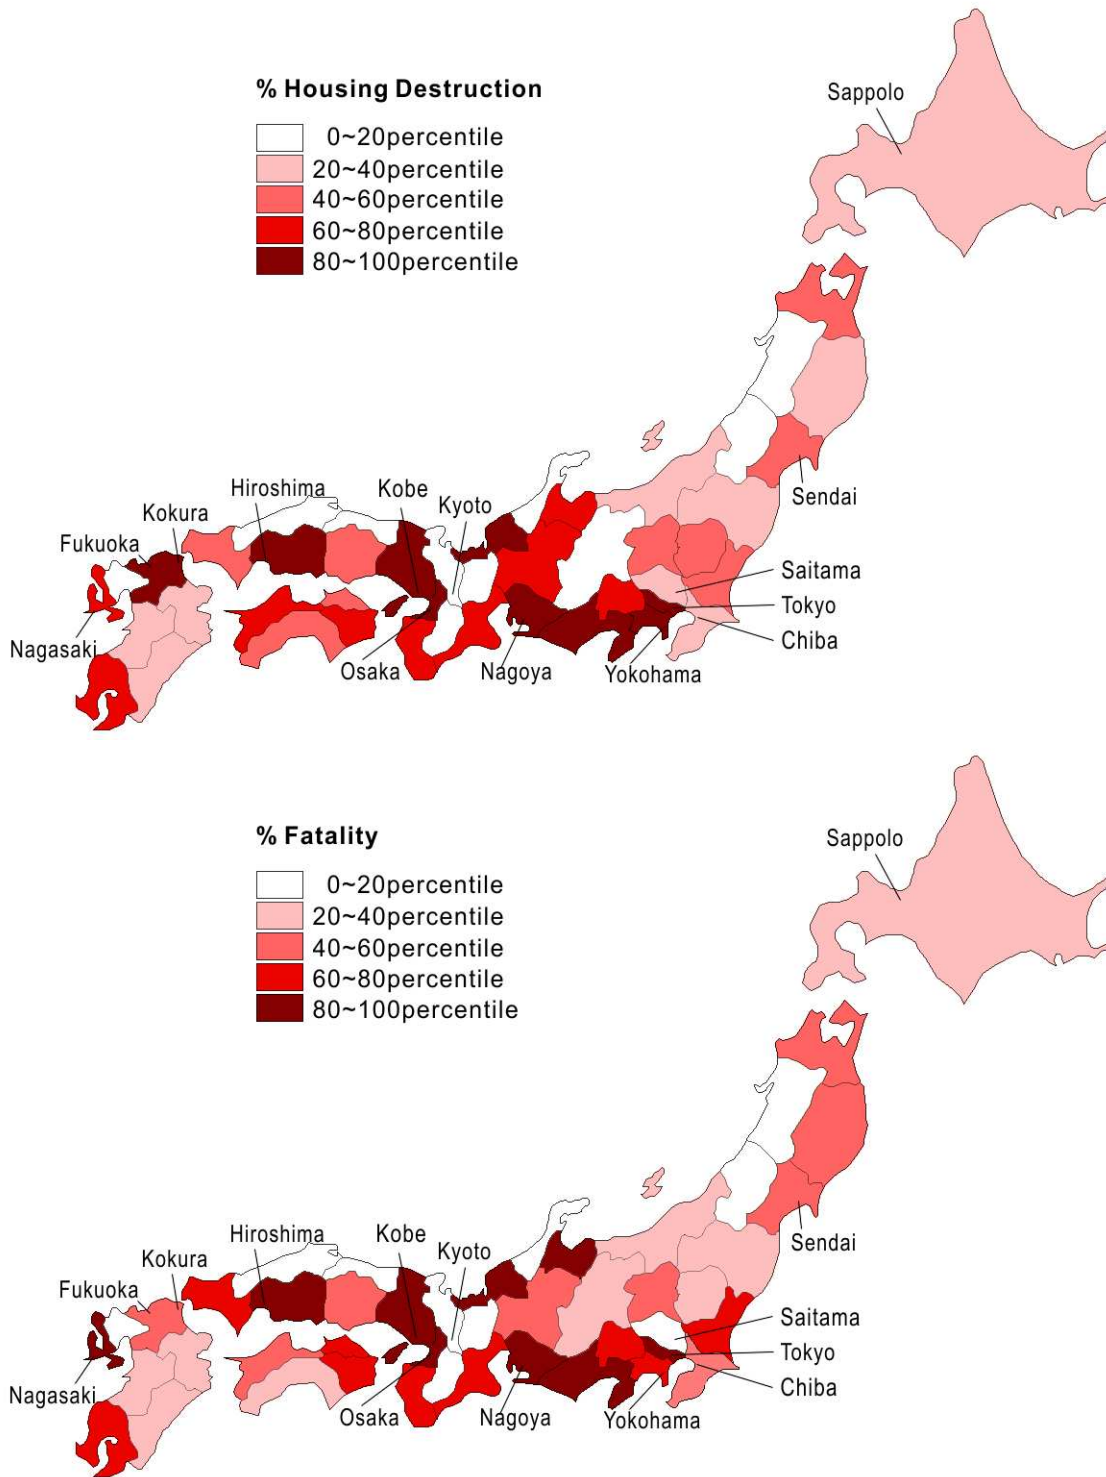 % Housing Destruction
0~20percentile
20~40percentile
40~60percentile
60~80percentile
80~100percentile
Sappolo
Hiroshima
Kobe
Kyoto
Kokura
Fukuoka
Sendai
Saitama
Tokyo
Chiba
Nagasaki
Osaka
Nagoya
Yokohama
% Fatality
0~20percentile
20~40percentile
40~60percentile
60~80percentile
80~100percentile
Sappolo
Hiroshima
Kobe
Kyoto
Kokura
Fukuoka
Sendai
Saitama
Tokyo
Chiba
Nagasaki
Osaka
Nagoya
Yokohama